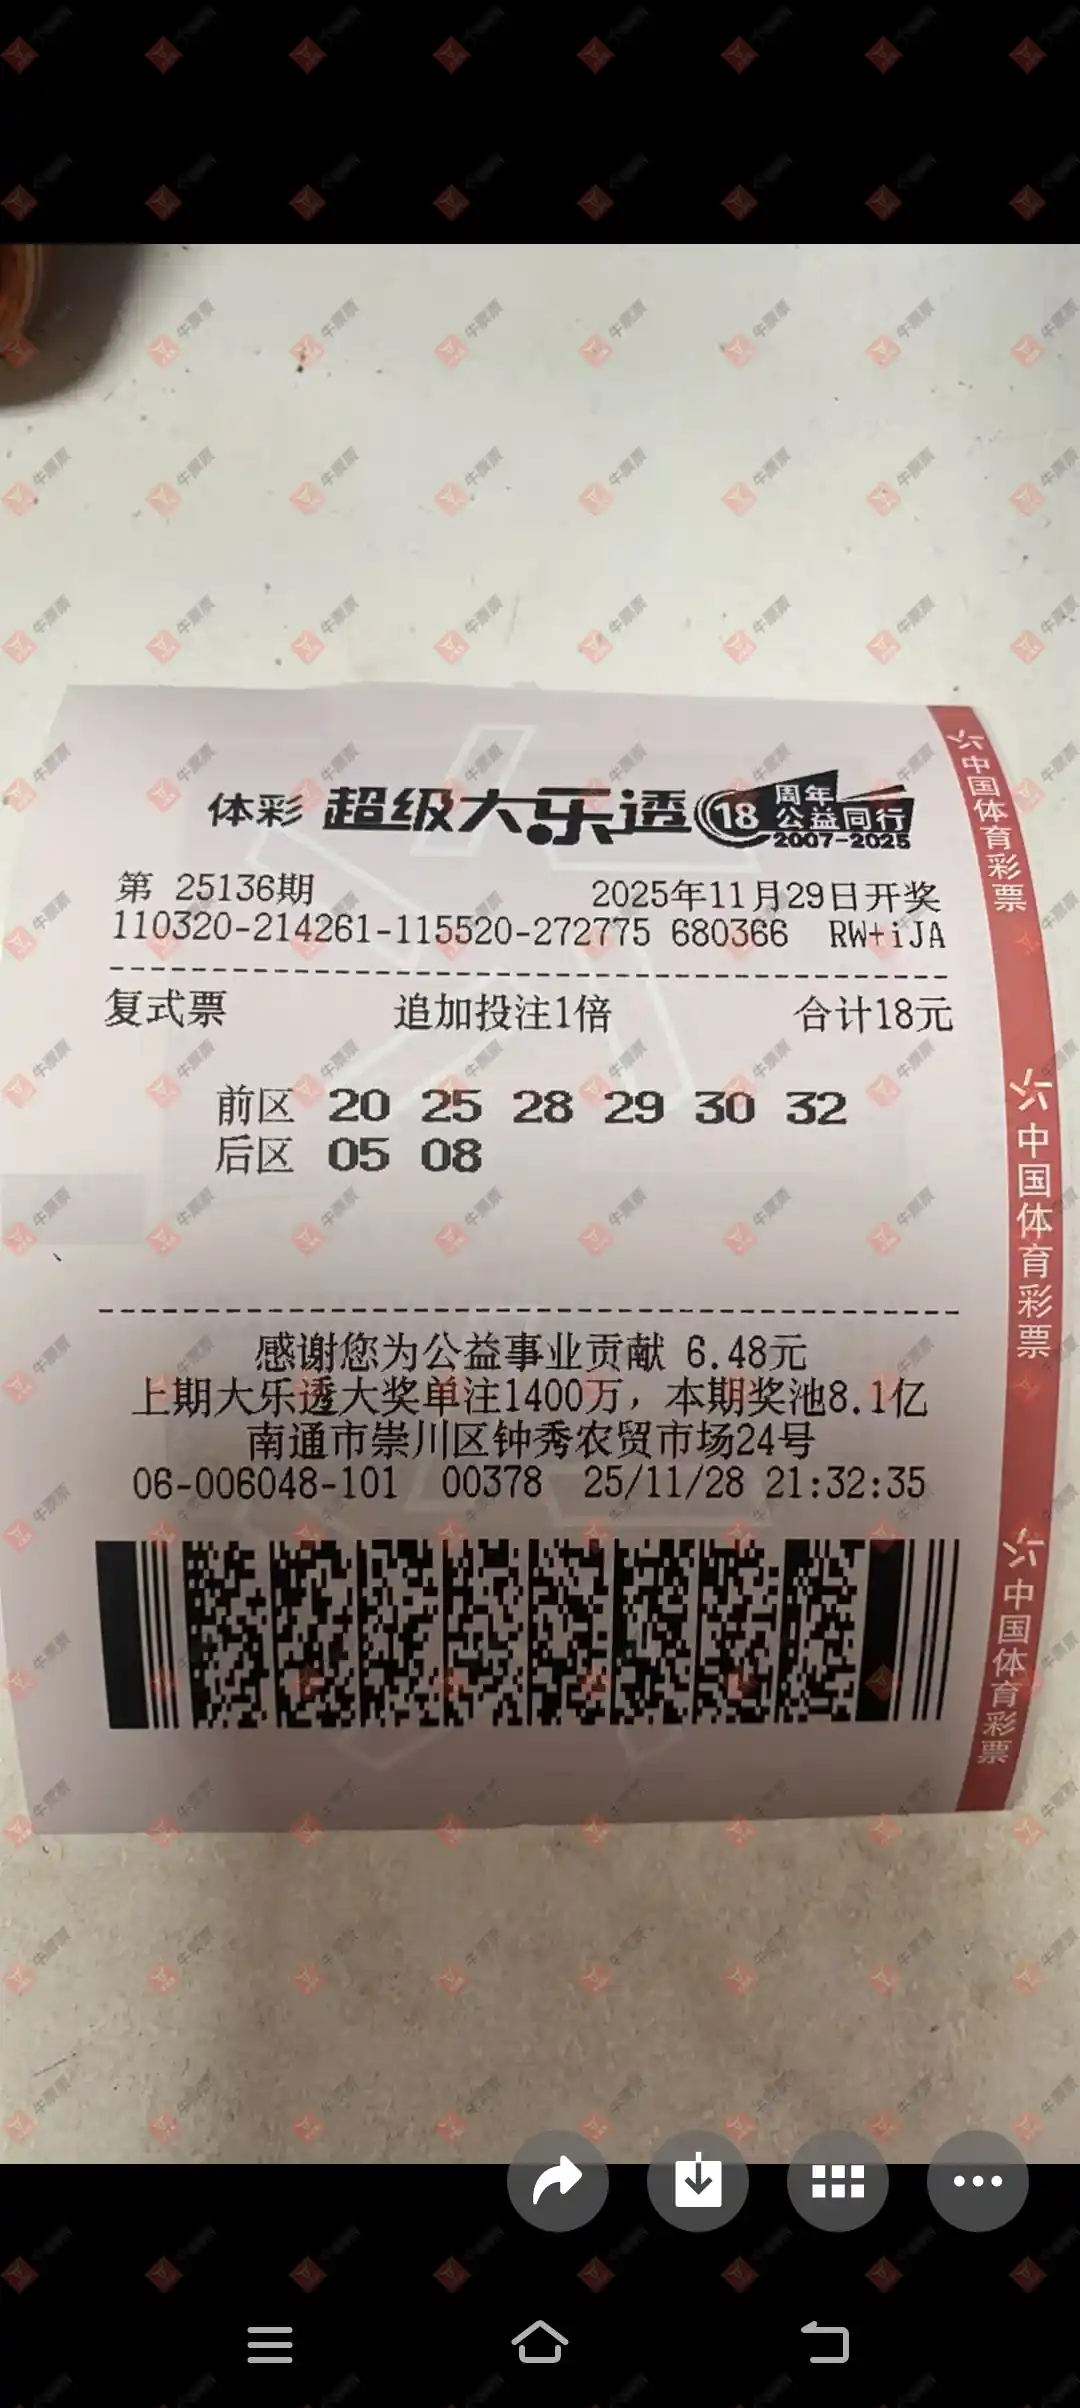 体彩 超级大乐透 18 周年 公益同行 2007-2025
第 25136期 2025年11月29日开奖
110320-214261-115520-272775 680366 RW+iJA
复式票 追加投注1倍 合计18元
前区 20 25 28 29 30 32
后区 05 08
感谢您为公益事业贡献 6.48元
上期大乐透大奖单注1400万，本期奖池8.1亿
南通市崇川区钟秀农贸市场24号
06-006048-101 00378 25/11/28 21:32:35
中国体育彩票
中国体育彩票
中国体育彩票
牛票票